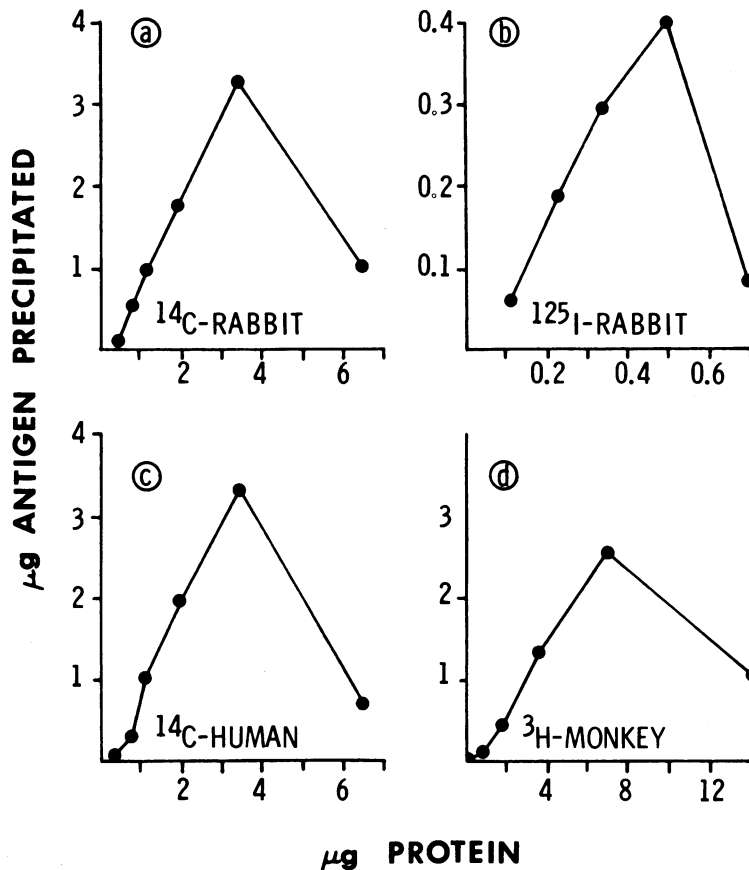 µg ANTIGEN PRECIPITATED
ⓐ
4
3
2
1
14C-RABBIT
2 4 6
ⓑ
0.4
0.3
0.2
0.1
125I-RABBIT
0.2 0.4 0.6
ⓒ
4
3
2
1
14C-HUMAN
2 4 6
ⓓ
3
2
1
3H-MONKEY
4 8 12
µg PROTEIN